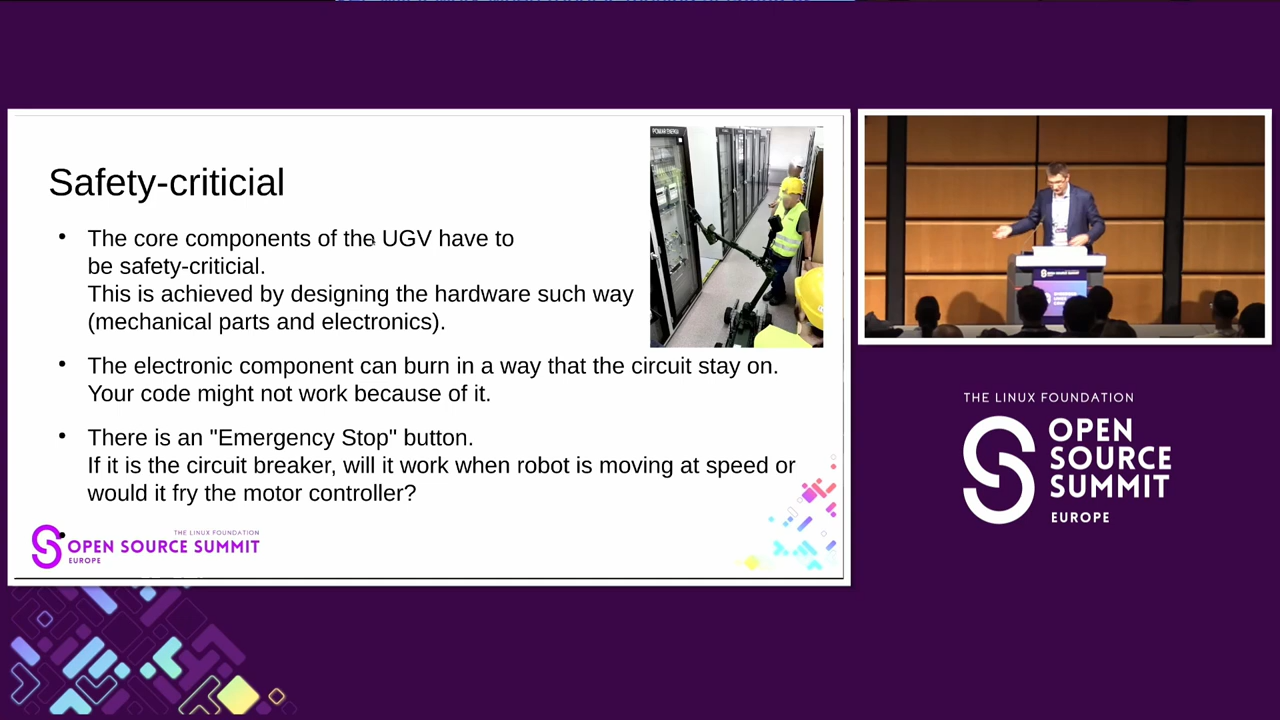 Safety-criticial
• The core components of the UGV have to
be safety-criticial.
This is achieved by designing the hardware such way
(mechanical parts and electronics).
• The electronic component can burn in a way that the circuit stay on.
Your code might not work because of it.
• There is an "Emergency Stop" button.
If it is the circuit breaker, will it work when robot is moving at speed or
would it fry the motor controller?
•
THE LINUX FOUNDATION
OPEN SOURCE SUMMIT
EUROPE
THE LINUX FOUNDATION
OPEN
SOURCE
SUMMIT
EUROPE